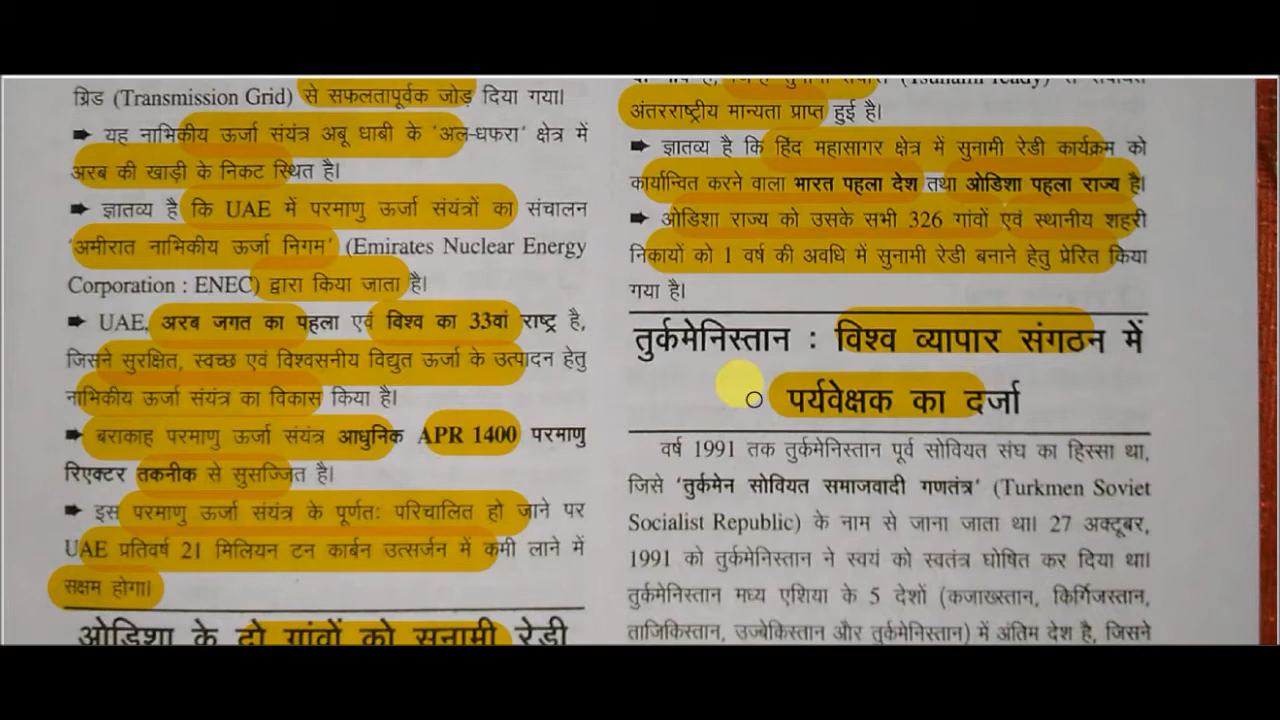 ग्रिड (Transmission Grid) से सफलतापूर्वक जोड़ दिया गया।
➨ यह नाभिकीय ऊर्जा संयंत्र अबू धाबी के 'अल-धफरा' क्षेत्र में
अरब की खाड़ी के निकट स्थित है।
➨ ज्ञातव्य है कि UAE में परमाणु ऊर्जा संयंत्रों का संचालन
'अमीरात नाभिकीय ऊर्जा निगम' (Emirates Nuclear Energy
Corporation : ENEC) द्वारा किया जाता है।
➨ UAE, अरब जगत का पहला एवं विश्व का 33वां राष्ट्र है,
जिसने सुरक्षित, स्वच्छ एवं विश्वसनीय विद्युत ऊर्जा के उत्पादन हेतु
नाभिकीय ऊर्जा संयंत्र का विकास किया है।
➨ बराकाह परमाणु ऊर्जा संयंत्र आधुनिक APR 1400 परमाणु
रिएक्टर तकनीक से सुसज्जित है।
➨ इस परमाणु ऊर्जा संयंत्र के पूर्णतः परिचालित हो जाने पर
UAE प्रतिवर्ष 21 मिलियन टन कार्बन उत्सर्जन में कमी लाने में
सक्षम होगा।
ओडिशा के दो गांवों को सुनामी रेडी
(Tsunami ready)
अंतरराष्ट्रीय मान्यता प्राप्त हुई है।
➨ ज्ञातव्य है कि हिंद महासागर क्षेत्र में सुनामी रेडी कार्यक्रम को
कार्यान्वित करने वाला भारत पहला देश तथा ओडिशा पहला राज्य है।
➨ ओडिशा राज्य को उसके सभी 326 गांवों एवं स्थानीय शहरी
निकायों को 1 वर्ष की अवधि में सुनामी रेडी बनाने हेतु प्रेरित किया
गया है।
तुर्कमेनिस्तान : विश्व व्यापार संगठन में
पर्यवेक्षक का दर्जा
वर्ष 1991 तक तुर्कमेनिस्तान पूर्व सोवियत संघ का हिस्सा था,
जिसे 'तुर्कमेन सोवियत समाजवादी गणतंत्र' (Turkmen Soviet
Socialist Republic) के नाम से जाना जाता था। 27 अक्टूबर,
1991 को तुर्कमेनिस्तान ने स्वयं को स्वतंत्र घोषित कर दिया था।
तुर्कमेनिस्तान मध्य एशिया के 5 देशों (कजाख्स्तान, किर्गिजस्तान,
ताजिकिस्तान, उज्बेकिस्तान और तुर्कमेनिस्तान) में अंतिम देश है, जिसने